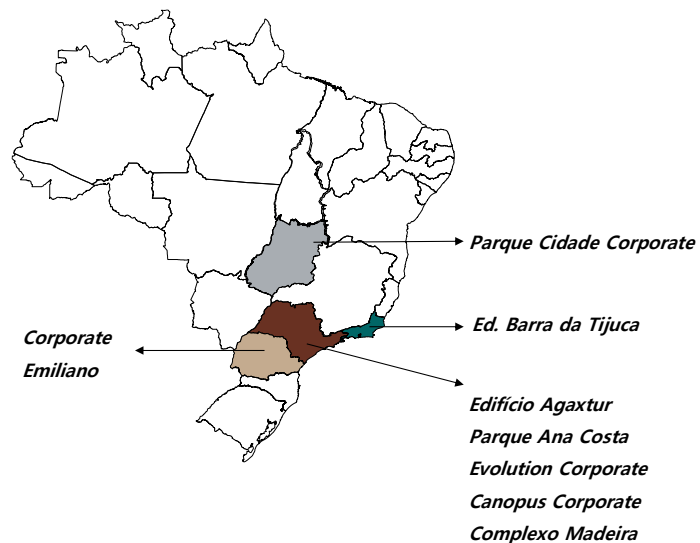 Parque Cidade Corporate
Ed. Barra da Tijuca
Corporate
Emiliano
Edifício Agaxtur
Parque Ana Costa
Evolution Corporate
Canopus Corporate
Complexo Madeira